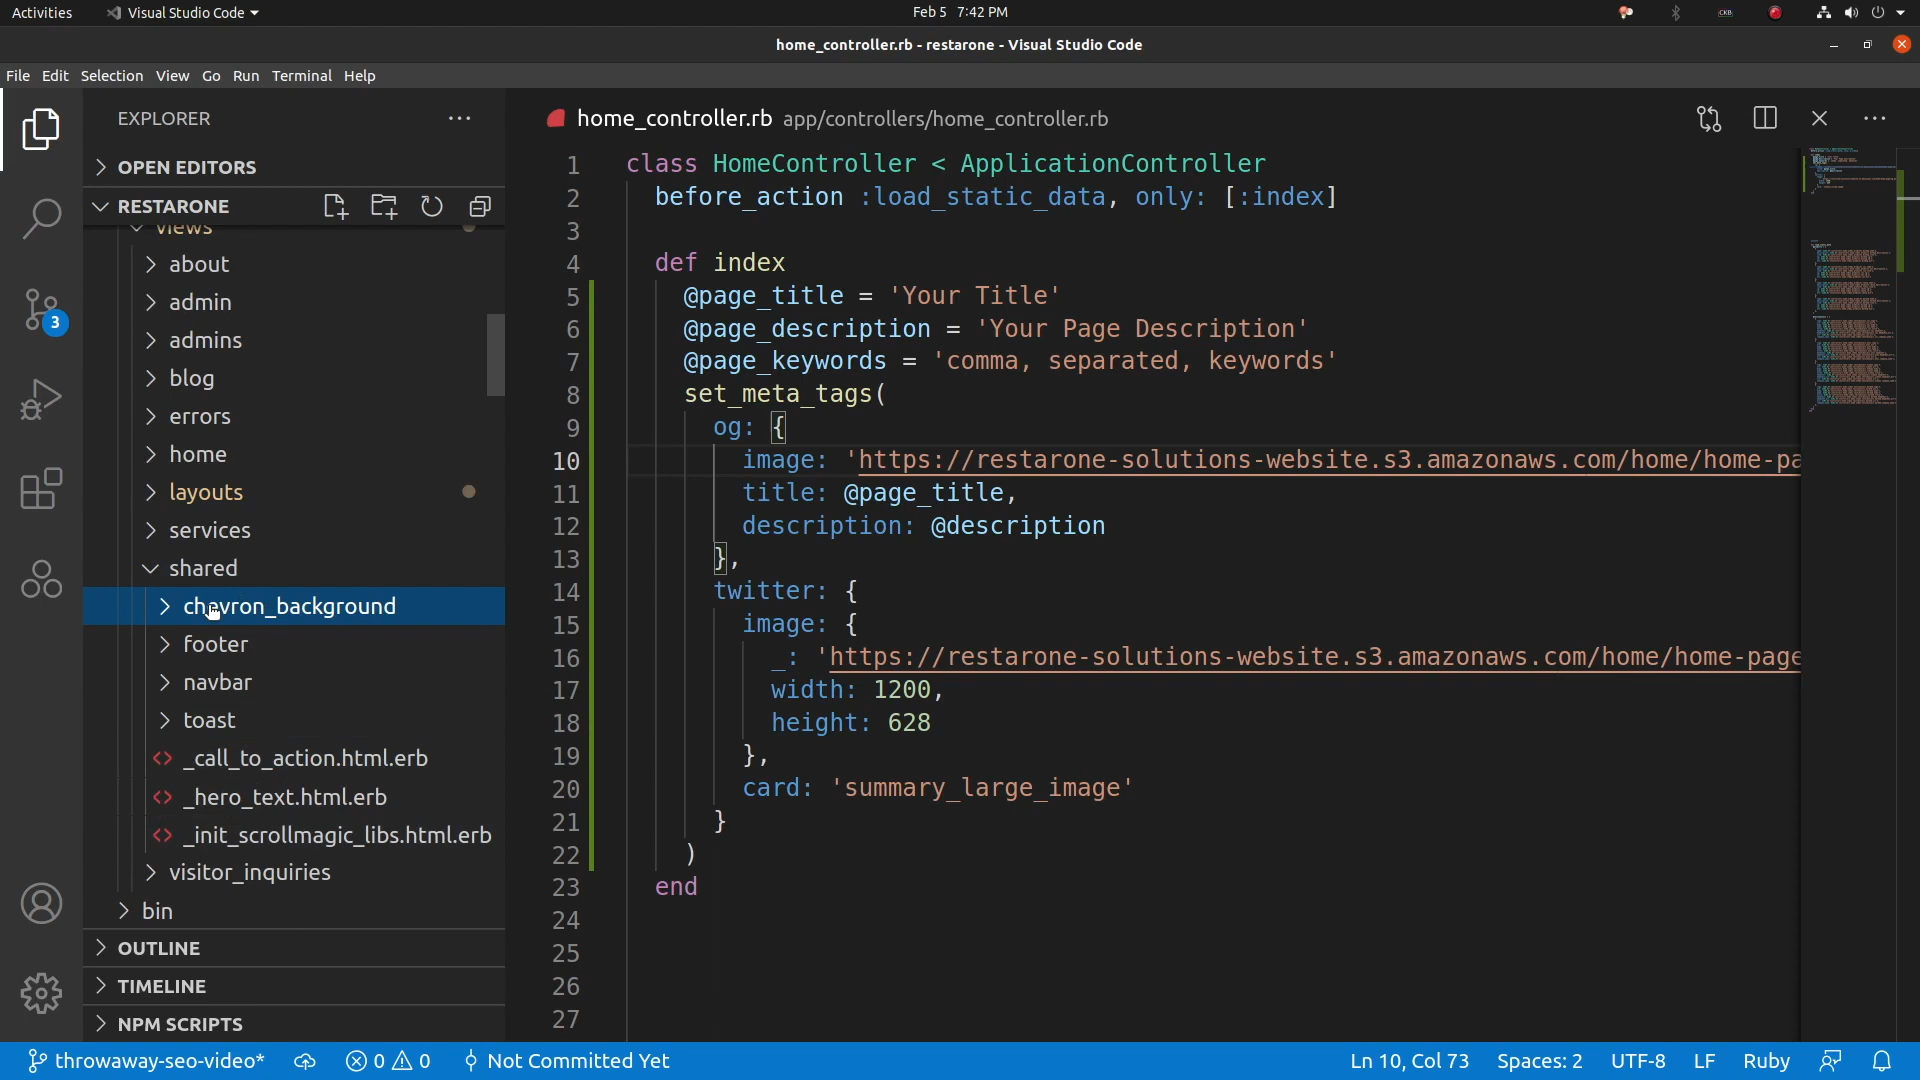 Activities
Visual Studio Code
Feb 5 7:42 PM
home_controller.rb - restarone - Visual Studio Code
File Edit Selection View Go Run Terminal Help
EXPLORER
OPEN EDITORS
RESTARONE
views
about
admin
admins
blog
errors
home
layouts
services
shared
chevron_background
footer
navbar
toast
_call_to_action.html.erb
_hero_text.html.erb
_init_scrollmagic_libs.html.erb
visitor_inquiries
bin
OUTLINE
TIMELINE
NPM SCRIPTS
3
home_controller.rb app/controllers/home_controller.rb
1 class HomeController < ApplicationController
2 before_action :load_static_data, only: [:index]
3
4 def index
5 @page_title = 'Your Title'
6 @page_description = 'Your Page Description'
7 @page_keywords = 'comma, separated, keywords'
8 set_meta_tags(
9 og: {
10 image: 'https://restarone-solutions-website.s3.amazonaws.com/home/home-pa
11 title: @page_title,
12 description: @description
13 },
14 twitter: {
15 image: {
16 _: 'https://restarone-solutions-website.s3.amazonaws.com/home/home-page
17 width: 1200,
18 height: 628
19 },
20 card: 'summary_large_image'
21 }
22 )
23 end
24
25
26
27
throwaway-seo-video* 0 0 Not Committed Yet
Ln 10, Col 73 Spaces: 2 UTF-8 LF Ruby